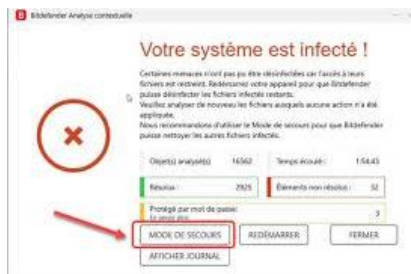 Bitdefender Analyse contextuelle
Votre système est infecté !
Certaines menaces n'ont pas pu être désinfectées car l'accès à leurs
fichiers est restreint. Redémarrez votre appareil pour que Bitdefender
puisse désinfecter les fichiers infectés restants.
Veuillez analyser de nouveau les fichiers auxquels aucune action n'a été
appliquée.
Nous recommandons d'utiliser le Mode de secours pour que Bitdefender
puisse nettoyer les autres fichiers infectés.
Objet(s) analysé(s) 16562 Temps écoulé : 1:54:43
Résolus : 2925 Éléments non résolus : 32
Protégé par mot de passe: 3
En savoir plus
MODE DE SECOURS REDÉMARRER FERMER
AFFICHER JOURNAL